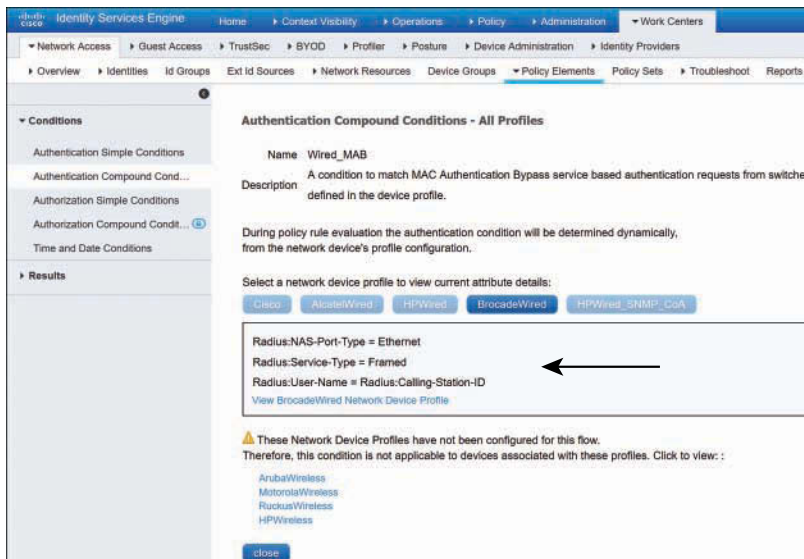 cisco Identity Services Engine Home Context Visibility Operations Policy Administration Work Centers
Network Access Guest Access TrustSec BYOD Profiler Posture Device Administration Identity Providers
Overview Identities Id Groups Ext Id Sources Network Resources Device Groups Policy Elements Policy Sets Troubleshoot Reports
Conditions
Authentication Simple Conditions
Authentication Compound Cond...
Authorization Simple Conditions
Authorization Compound Condit...
Time and Date Conditions
Results
Authentication Compound Conditions - All Profiles
Name Wired_MAB
Description A condition to match MAC Authentication Bypass service based authentication requests from switche
defined in the device profile.
During policy rule evaluation the authentication condition will be determined dynamically,
from the network device's profile configuration.
Select a network device profile to view current attribute details:
Cisco AlcatelWired HPWired BrocadeWired HPWired_SNMP_CoA
Radius:NAS-Port-Type = Ethernet
Radius:Service-Type = Framed
Radius:User-Name = Radius:Calling-Station-ID
View BrocadeWired Network Device Profile
These Network Device Profiles have not been configured for this flow.
Therefore, this condition is not applicable to devices associated with these profiles. Click to view: :
ArubaWireless
MotorolaWireless
RuckusWireless
HPWireless
close